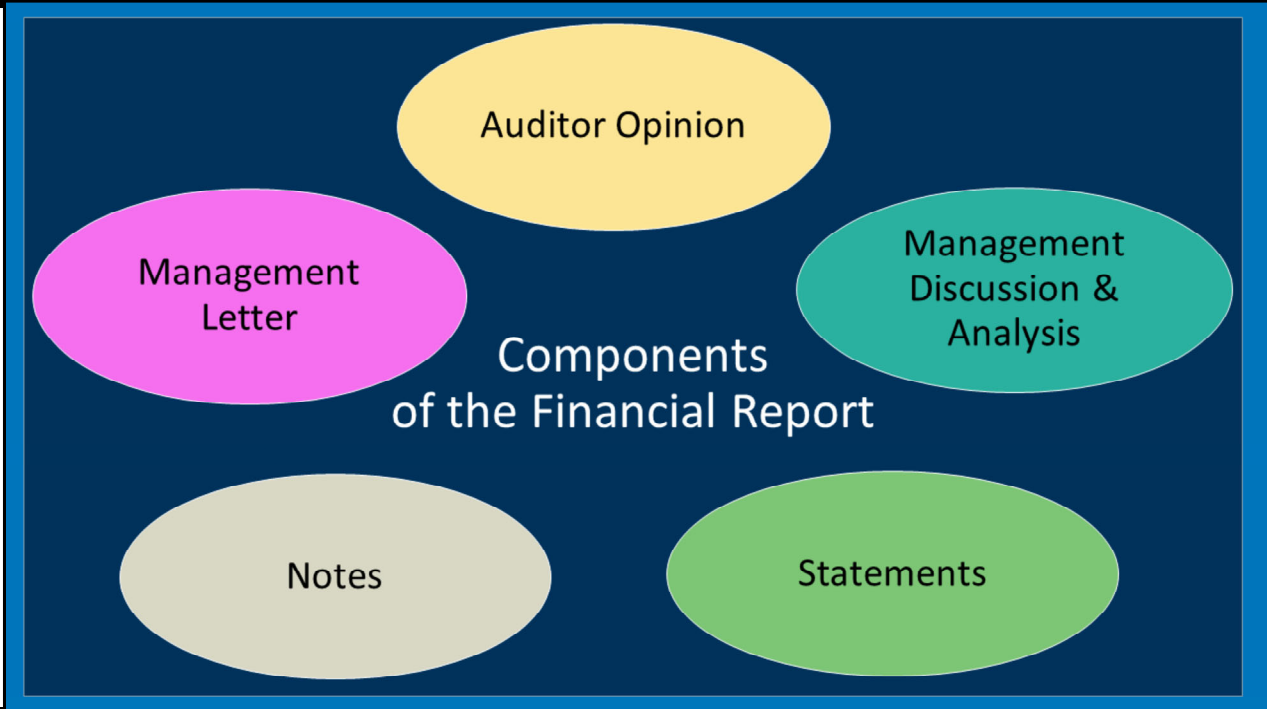 Auditor Opinion
Management
Letter
Management
Discussion &
Analysis
Components
of the Financial Report
Notes
Statements